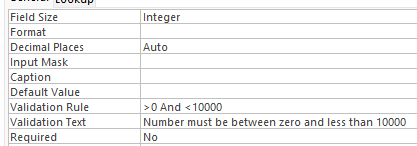 General Lookup
Field Size Integer
Format
Decimal Places Auto
Input Mask
Caption
Default Value
Validation Rule >0 And <10000
Validation Text Number must be between zero and less than 10000
Required No